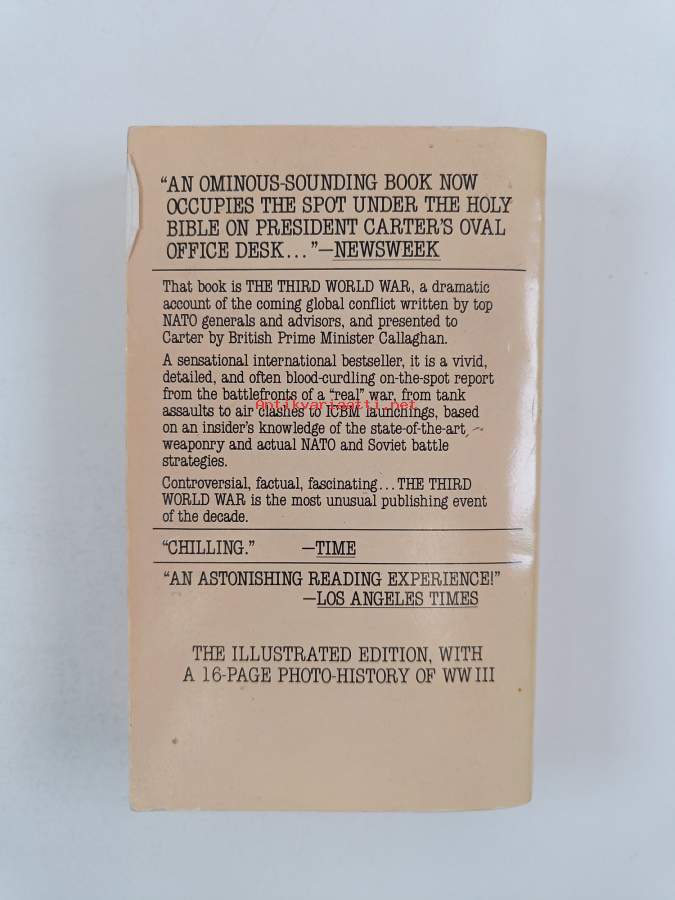 “AN OMINOUS-SOUNDING BOOK NOW
OCCUPIES THE SPOT UNDER THE HOLY
BIBLE ON PRESIDENT CARTER'S OVAL
OFFICE DESK...”—NEWSWEEK
That book is THE THIRD WORLD WAR, a dramatic
account of the coming global conflict written by top
NATO generals and advisors, and presented to
Carter by British Prime Minister Callaghan.
A sensational international bestseller, it is a vivid,
detailed, and often blood-curdling on-the-spot report
from the battlefronts of a “real” war, from tank
Antikvariaatti.net
assaults to air clashes to ICBM launchings, based
on an insider's knowledge of the state-of-the-art
weaponry and actual NATO and Soviet battle
strategies.
Controversial, factual, fascinating...THE THIRD
WORLD WAR is the most unusual publishing event
of the decade.
“CHILLING.” —TIME
“AN ASTONISHING READING EXPERIENCE!”
—LOS ANGELES TIMES
THE ILLUSTRATED EDITION, WITH
A 16-PAGE PHOTO-HISTORY OF WW III